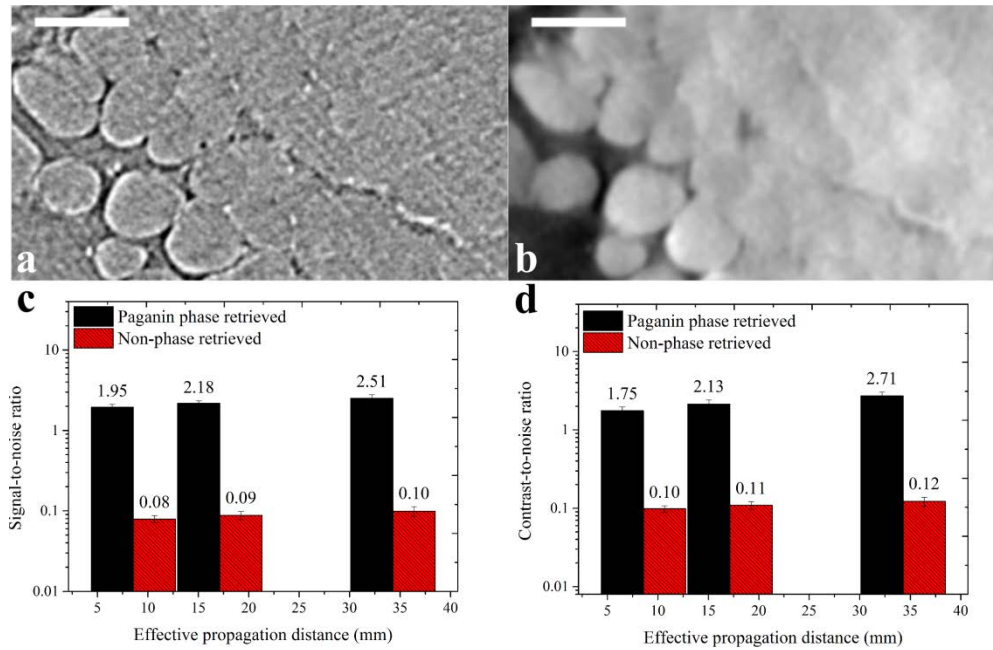 a
b
c
Paganin phase retrieved
Non-phase retrieved
10
1
0.1
0.01
1.95
2.18
2.51
0.08
0.09
0.10
5 10 15 20 25 30 35 40
Signal-to-noise ratio
Effective propagation distance (mm)
d
Paganin phase retrieved
Non-phase retrieved
10
1
0.1
0.01
1.75
2.13
2.71
0.10
0.11
0.12
5 10 15 20 25 30 35 40
Contrast-to-noise ratio
Effective propagation distance (mm)